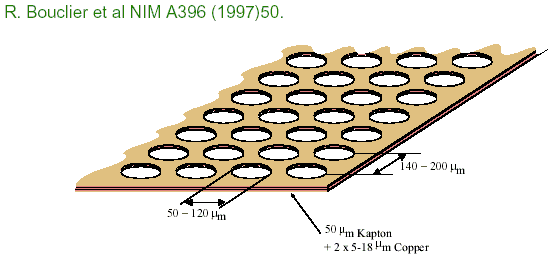 R. Bouclier et al NIM A396 (1997)50.
140 – 200 μm
50 – 120 μm
50 μm Kapton
+ 2 x 5-18 μm Copper